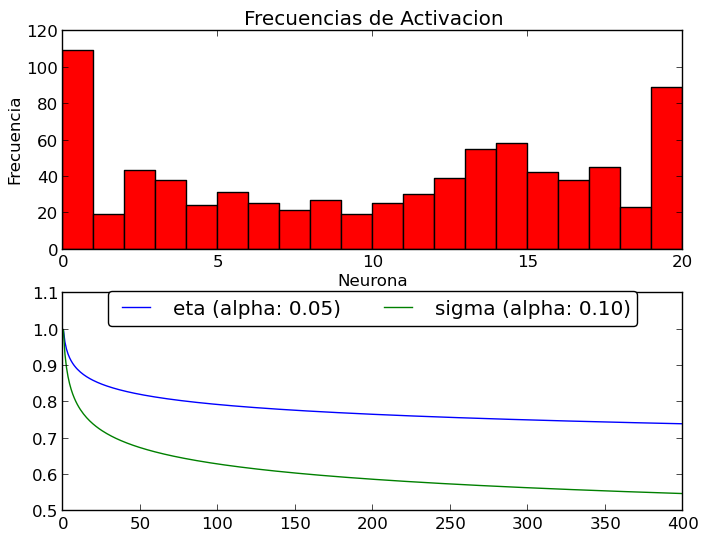 Frecuencias de Activacion
120
100
80
60
40
20
0
Frecuencia
0 5 10 15 20
Neurona
1.1
1.0
0.9
0.8
0.7
0.6
0.5
eta (alpha: 0.05) sigma (alpha: 0.10)
0 50 100 150 200 250 300 350 400